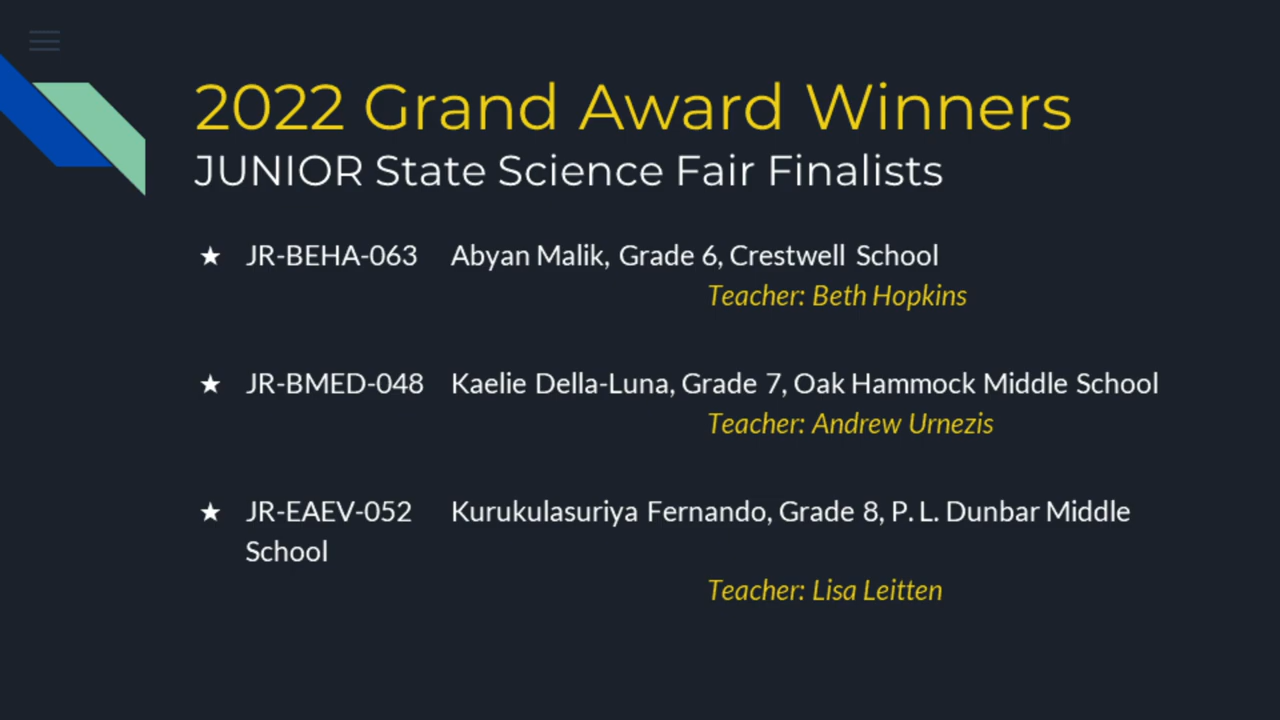 2022 Grand Award Winners
JUNIOR State Science Fair Finalists
★ JR-BEHA-063 Abyan Malik, Grade 6, Crestwell School
Teacher: Beth Hopkins
★ JR-BMED-048 Kaelie Della-Luna, Grade 7, Oak Hammock Middle School
Teacher: Andrew Urnezis
★ JR-EAEV-052 Kurukulasuriya Fernando, Grade 8, P. L. Dunbar Middle
School
Teacher: Lisa Leitten